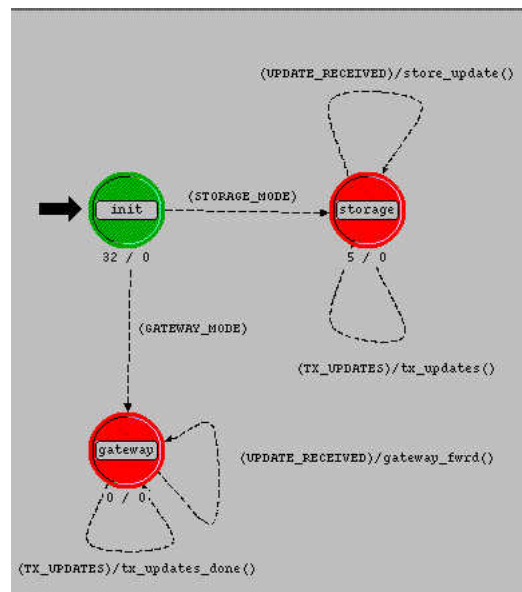 (UPDATE_RECEIVED)/store_update()
(STORAGE_MODE)
init
storage
32 / 0
5 / 0
(GATEWAY_MODE)
(TX_UPDATES)/tx_updates()
gateway
(UPDATE_RECEIVED)/gateway_fwrd()
0 / 0
(TX_UPDATES)/tx_updates_done()